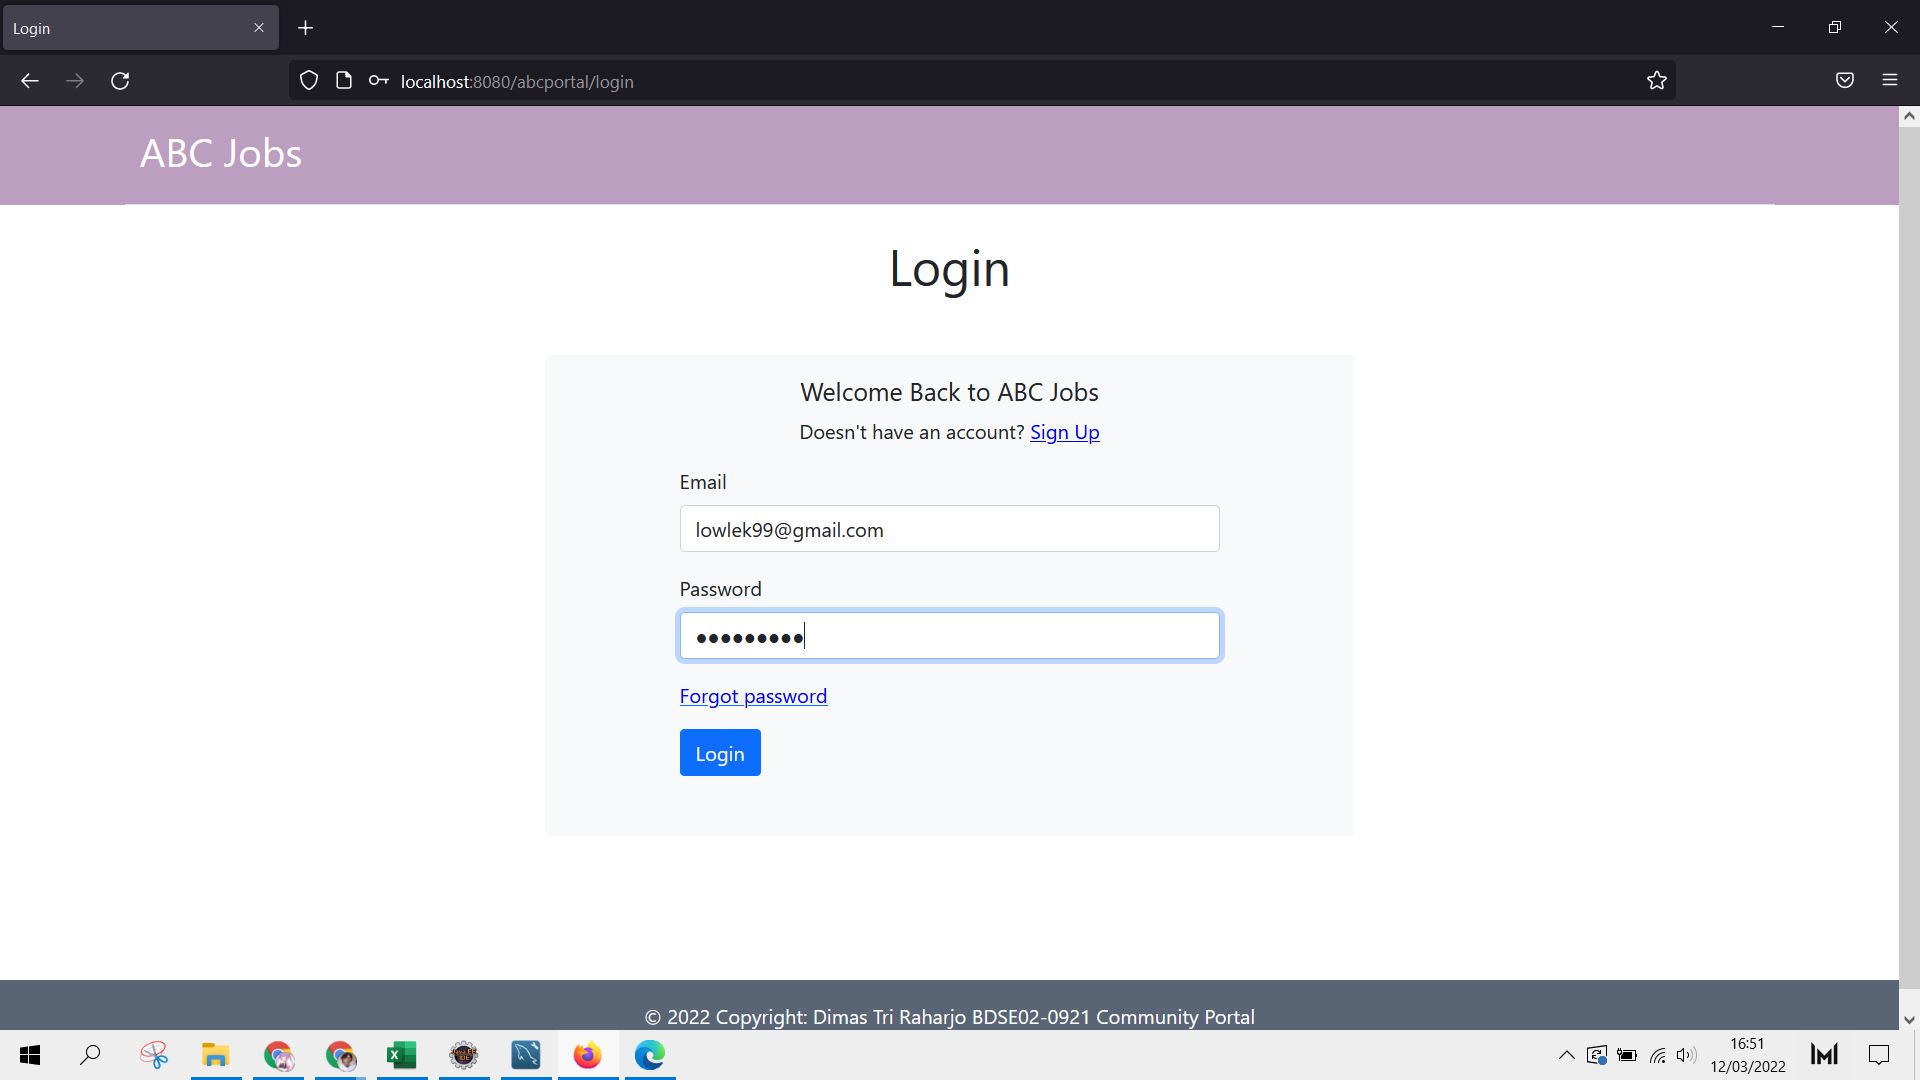 Login
localhost:8080/abcportal/login
ABC Jobs
Login
Welcome Back to ABC Jobs
Doesn't have an account? Sign Up
Email
lowlek99@gmail.com
Password
●●●●●●●●●
Forgot password
Login
© 2022 Copyright: Dimas Tri Raharjo BDSE02-0921 Community Portal
16:51
12/03/2022